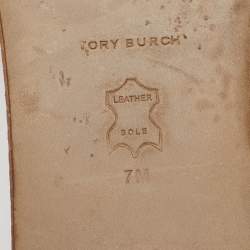 TORY BURCH
LEATHER
SOLE
7M